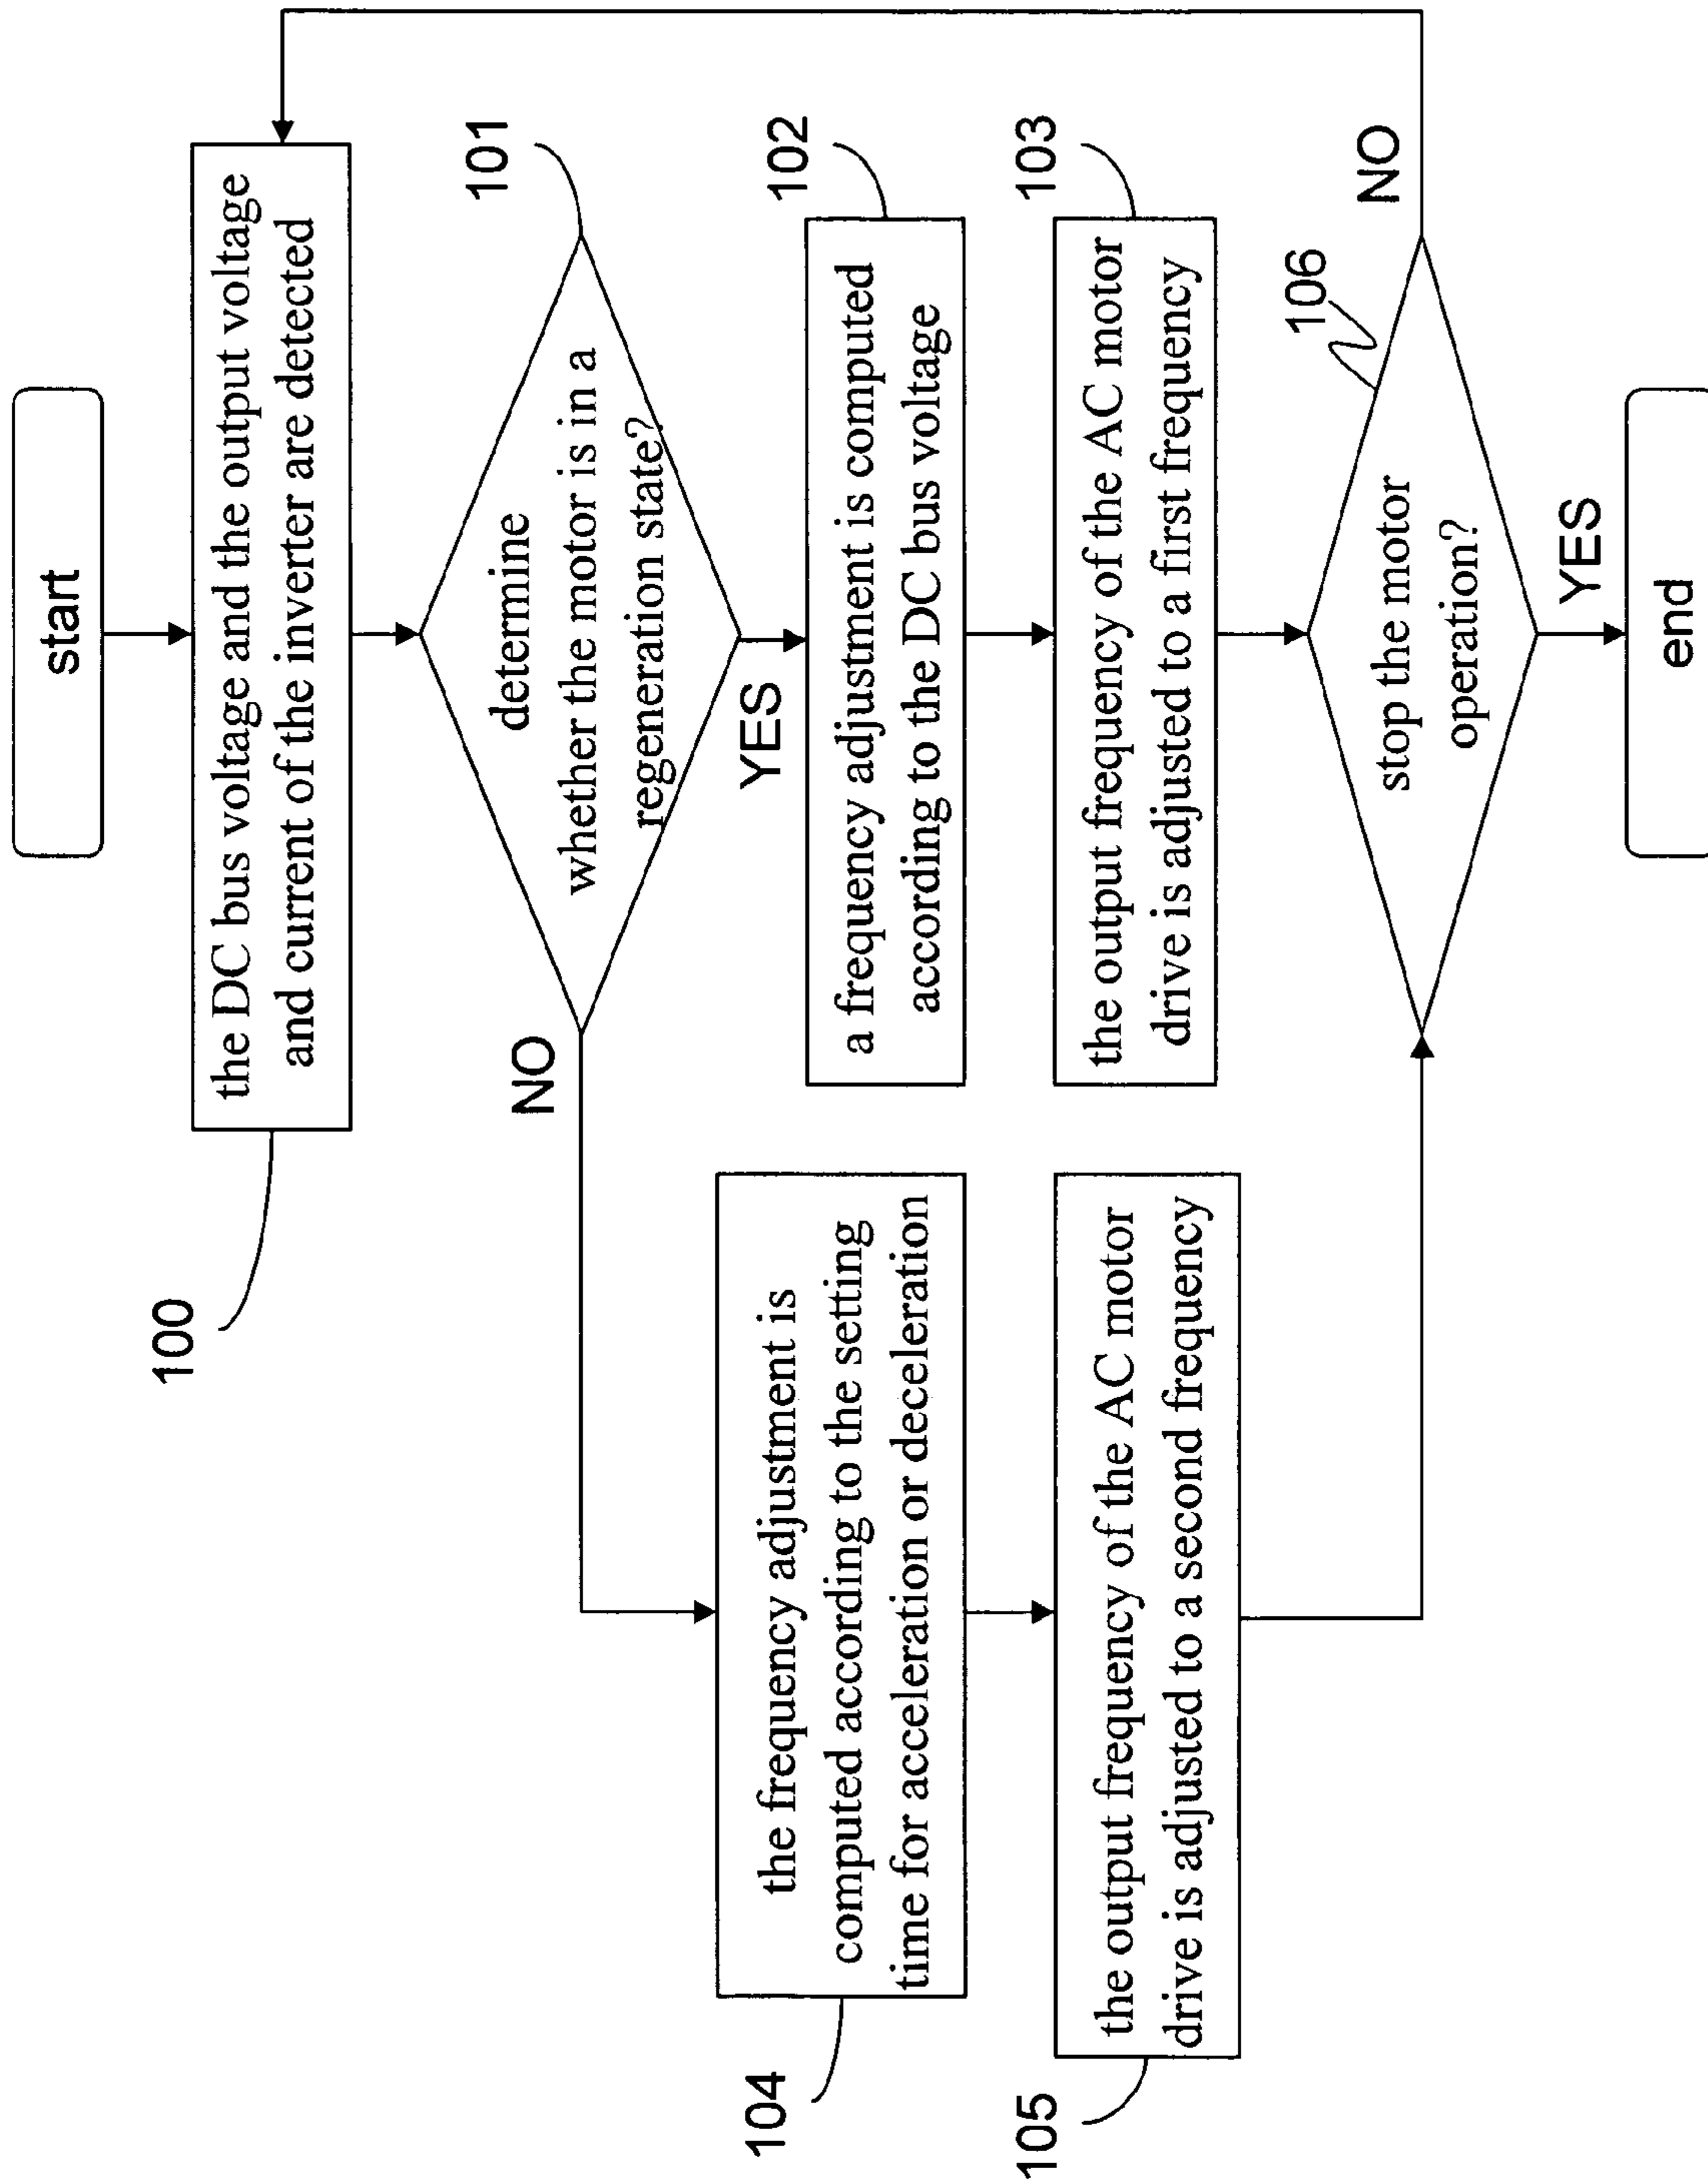 start
100
the DC bus voltage and the output voltage
and current of the inverter are detected
101
determine
whether the motor is in a
regeneration state?
NO
YES
102
a frequency adjustment is computed
according to the DC bus voltage
103
the output frequency of the AC motor
drive is adjusted to a first frequency
104
the frequency adjustment is
computed according to the setting
time for acceleration or deceleration
105
the output frequency of the AC motor
drive is adjusted to a second frequency
106
stop the motor
operation?
NO
YES
end